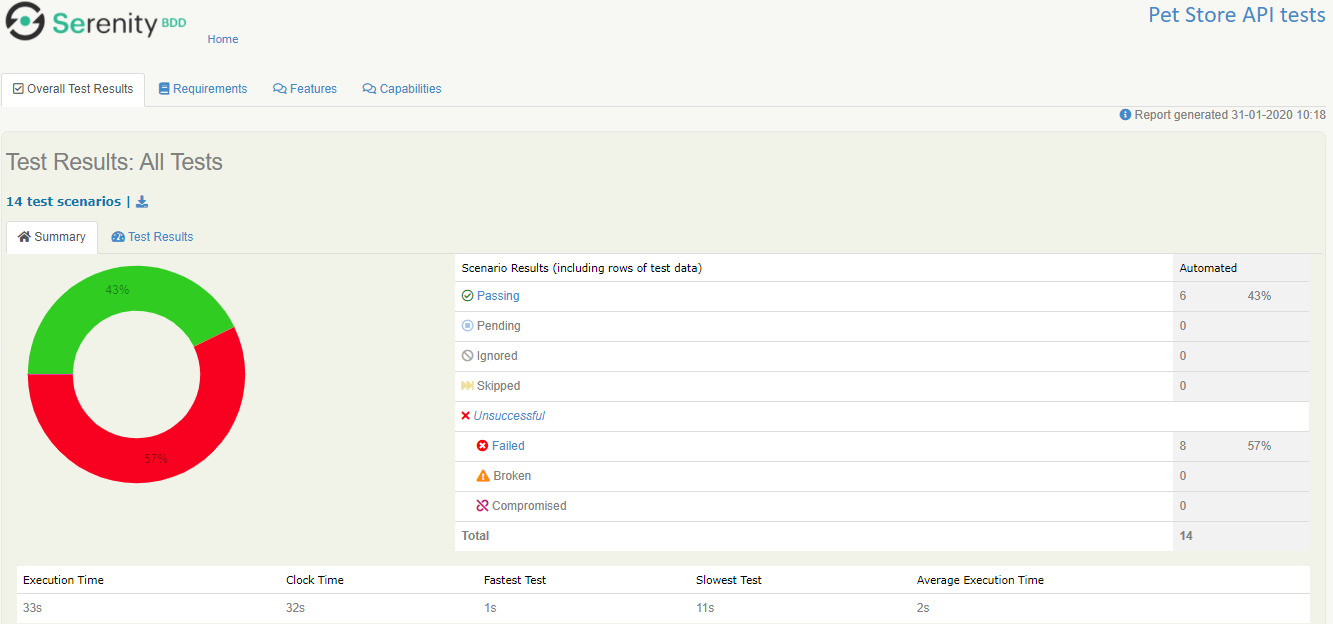 Serenity BDD
Home
Pet Store API tests
Overall Test Results Requirements Features Capabilities
Report generated 31-01-2020 10:18
Test Results: All Tests
14 test scenarios |
Summary Test Results
43%
57%
Scenario Results (including rows of test data) Automated
Passing 6 43%
Pending 0
Ignored 0
Skipped 0
Unsuccessful
Failed 8 57%
Broken 0
Compromised 0
Total 14
Execution Time Clock Time Fastest Test Slowest Test Average Execution Time
33s 32s 1s 11s 2s